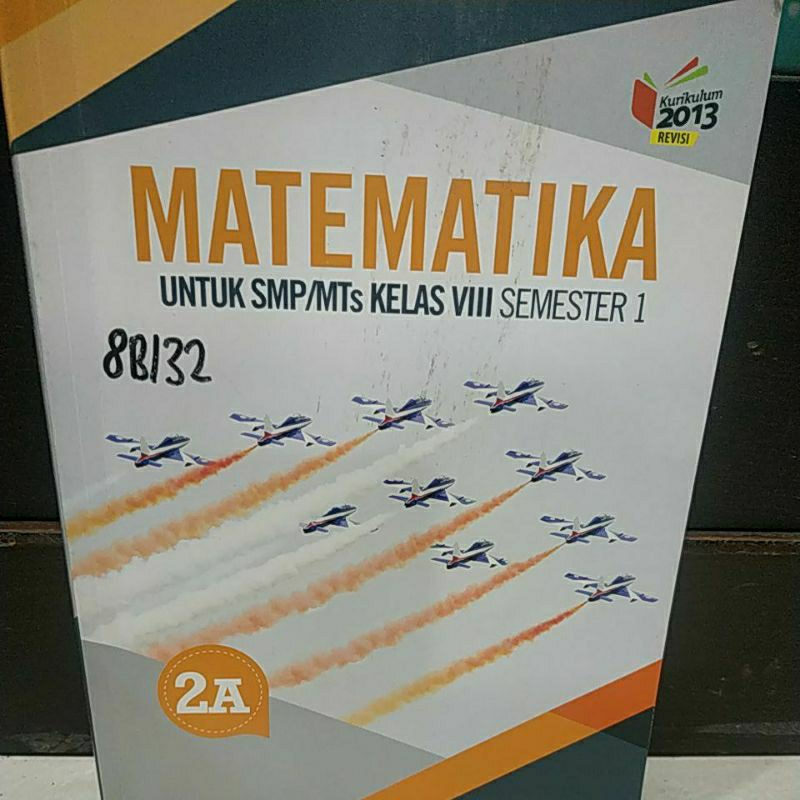 Kurikulum
2013
REVISI
MATEMATIKA
UNTUK SMP/MTs KELAS VIII SEMESTER 1
8B/32
2A